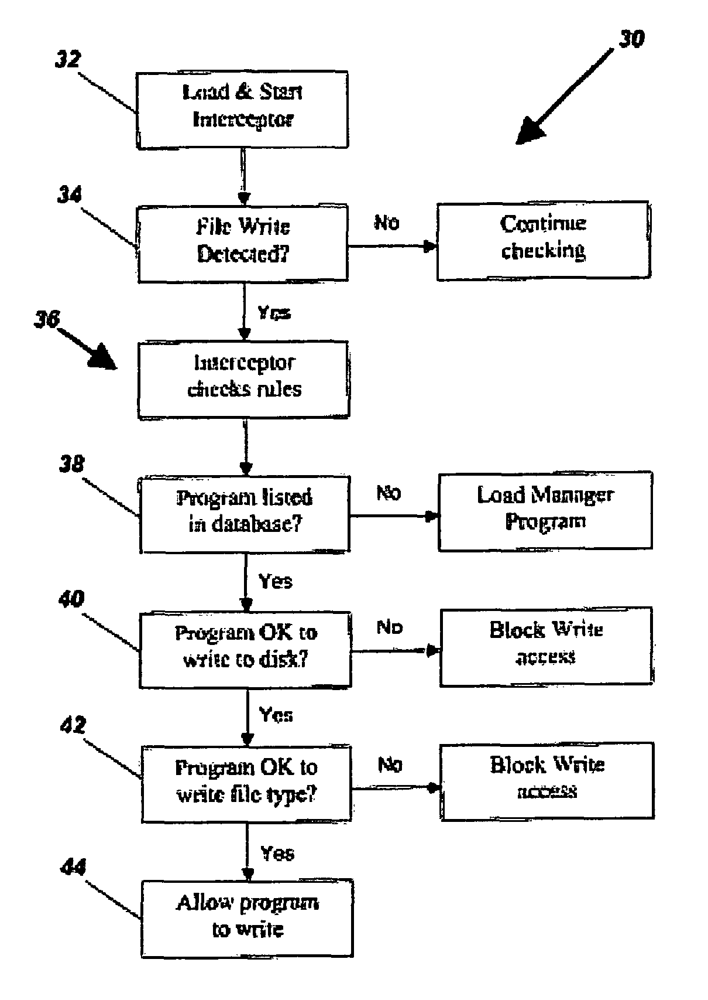 30
32
Load & Start
Interceptor
34
File Write
Detected?
No
Continue
checking
Yes
36
Interceptor
checks rules
38
Program listed
in database?
No
Load Manager
Program
Yes
40
Program OK to
write to disk?
No
Block Write
access
Yes
42
Program OK to
write file type?
No
Block Write
access
Yes
44
Allow program
to write